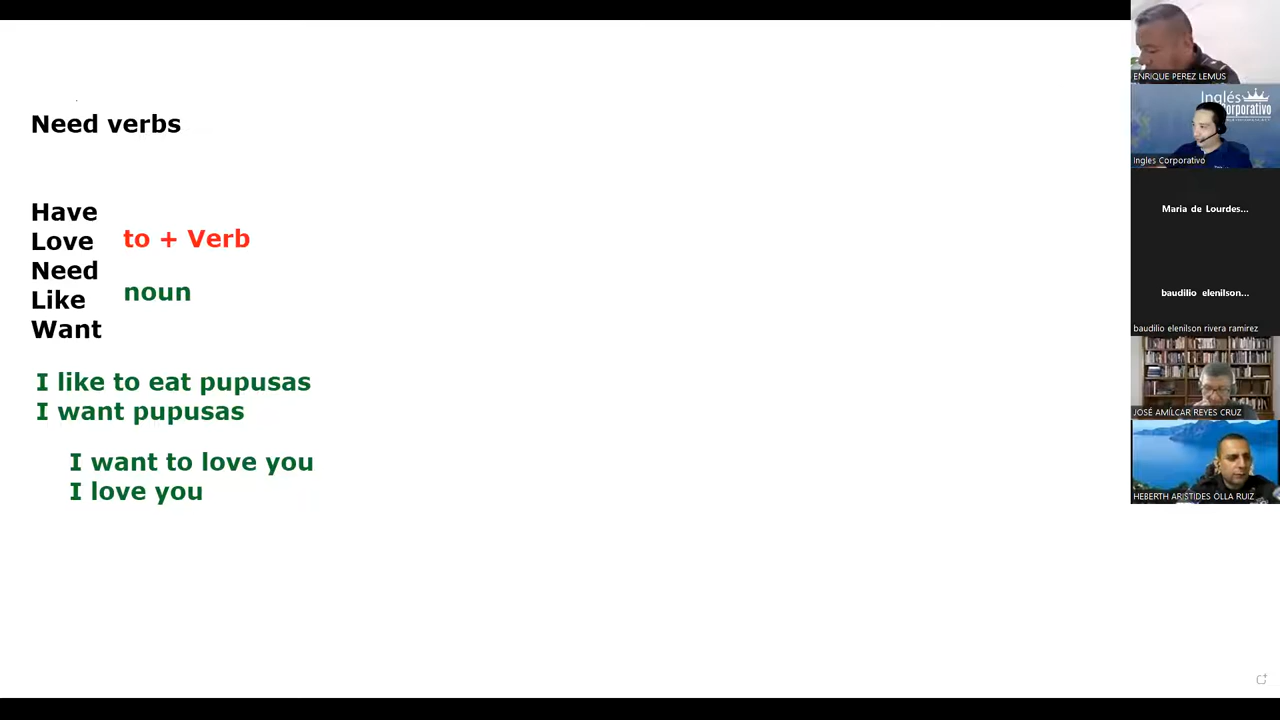 Need verbs
Have
Love
to + Verb
Need
noun
Like
Want
I like to eat pupusas
I want pupusas
I want to love you
I love you
ENRIQUE PEREZ LEMUS
Inglés
Corporativo
Ingles Corporativo
Maria de Lourdes...
baudilio elenilson...
baudilio elenilson rivera ramirez
JOSÉ AMÍLCAR REYES CRUZ
HEBERTH ARISTIDES OLLA RUIZ